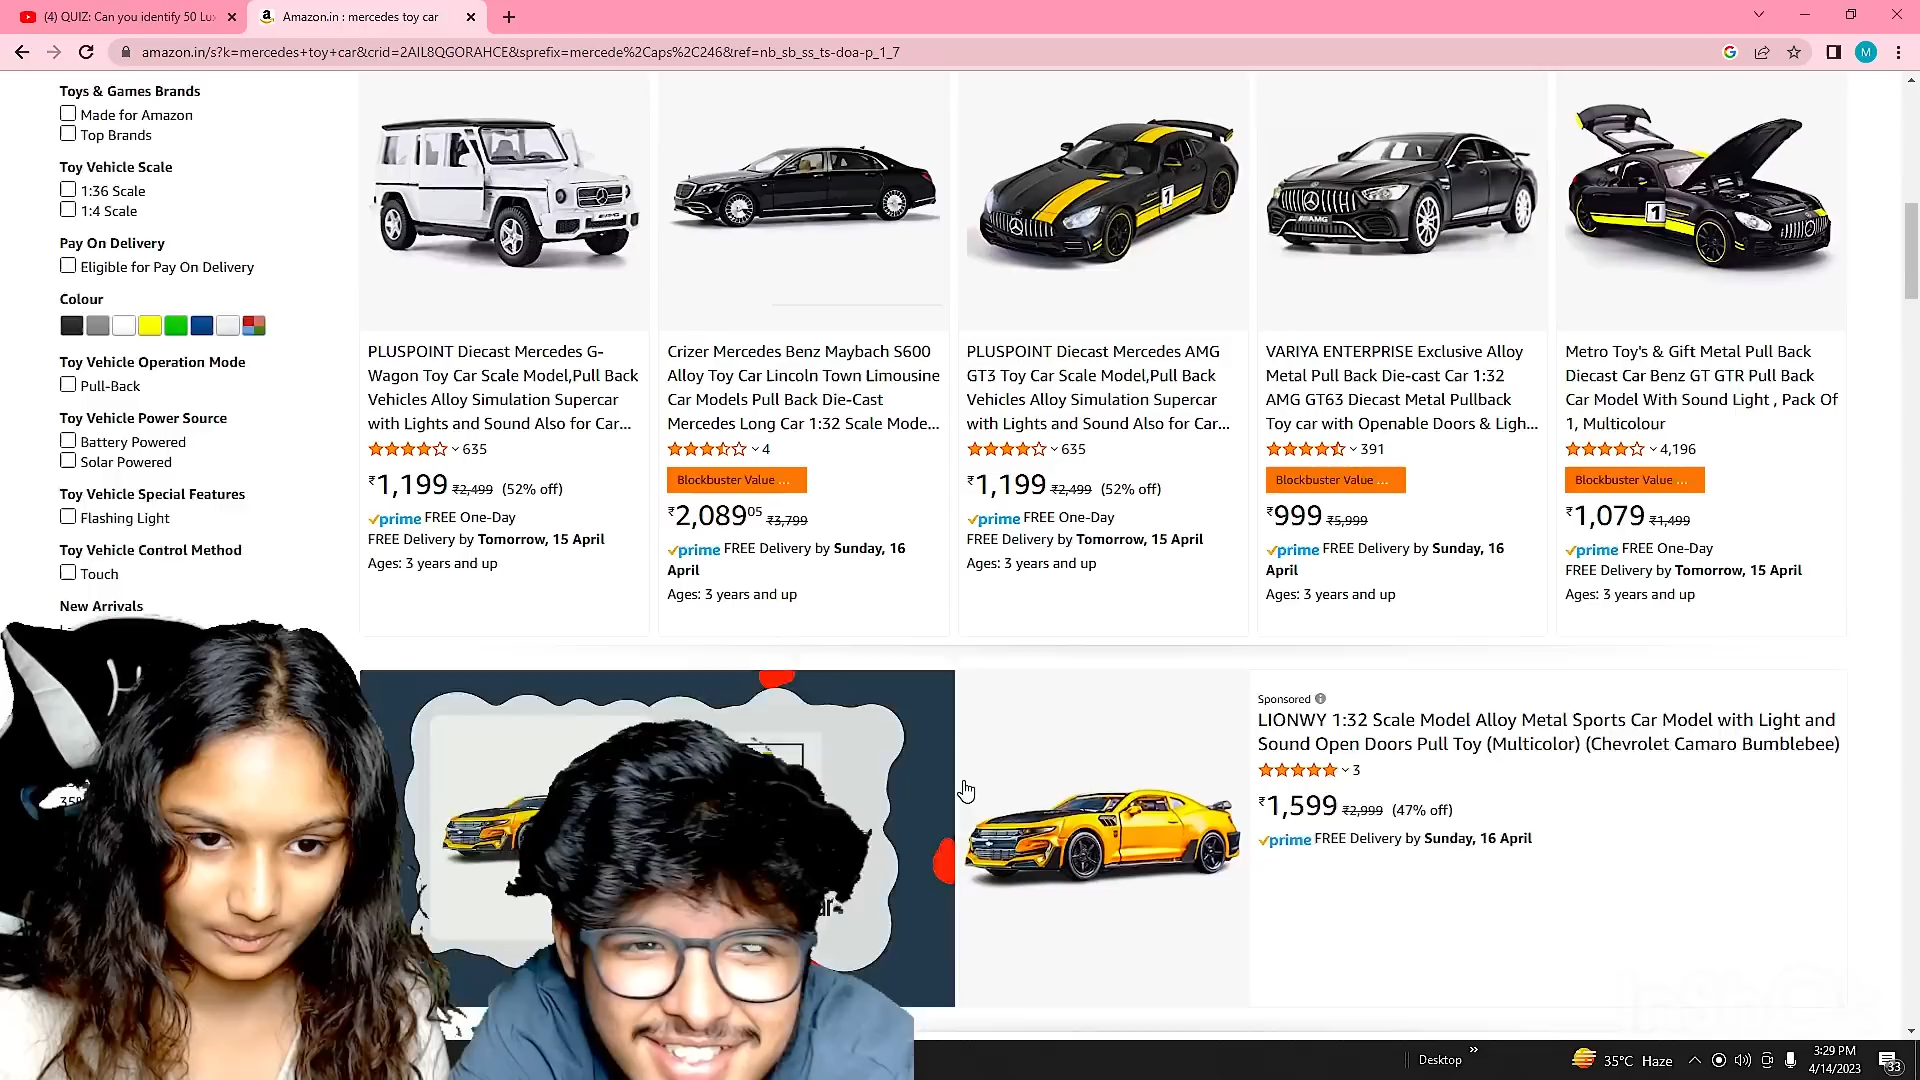 (4) QUIZ: Can you identify 50 Lu
Amazon.in : mercedes toy car
amazon.in/s?k=mercedes+toy+car&crid=2AIL8QGORAHCE&sprefix=mercede%2Caps%2C246&ref=nb_sb_ss_ts-doa-p_1_7
M
Toys & Games Brands
Made for Amazon
Top Brands
Toy Vehicle Scale
1:36 Scale
1:4 Scale
Pay On Delivery
Eligible for Pay On Delivery
Colour
Toy Vehicle Operation Mode
Pull-Back
Toy Vehicle Power Source
Battery Powered
Solar Powered
Toy Vehicle Special Features
Flashing Light
Toy Vehicle Control Method
Touch
New Arrivals
PLUSPOINT Diecast Mercedes G-
Wagon Toy Car Scale Model,Pull Back
Vehicles Alloy Simulation Supercar
with Lights and Sound Also for Car...
635
₹1,199 ₹2,499 (52% off)
prime FREE One-Day
FREE Delivery by Tomorrow, 15 April
Ages: 3 years and up
Crizer Mercedes Benz Maybach S600
Alloy Toy Car Lincoln Town Limousine
Car Models Pull Back Die-Cast
Mercedes Long Car 1:32 Scale Mode...
4
Blockbuster Value ...
₹2,08905 ₹3,799
prime FREE Delivery by Sunday, 16
April
Ages: 3 years and up
1
PLUSPOINT Diecast Mercedes AMG
GT3 Toy Car Scale Model,Pull Back
Vehicles Alloy Simulation Supercar
with Lights and Sound Also for Car...
635
₹1,199 ₹2,499 (52% off)
prime FREE One-Day
FREE Delivery by Tomorrow, 15 April
Ages: 3 years and up
AMG
VARIYA ENTERPRISE Exclusive Alloy
Metal Pull Back Die-cast Car 1:32
AMG GT63 Diecast Metal Pullback
Toy car with Openable Doors & Ligh...
391
Blockbuster Value ...
₹999 ₹5,999
prime FREE Delivery by Sunday, 16
April
Ages: 3 years and up
1
Metro Toy's & Gift Metal Pull Back
Diecast Car Benz GT GTR Pull Back
Car Model With Sound Light , Pack Of
1, Multicolour
4,196
Blockbuster Value ...
₹1,079 ₹1,499
prime FREE One-Day
FREE Delivery by Tomorrow, 15 April
Ages: 3 years and up
Sponsored
LIONWY 1:32 Scale Model Alloy Metal Sports Car Model with Light and
Sound Open Doors Pull Toy (Multicolor) (Chevrolet Camaro Bumblebee)
3
₹1,599 ₹2,999 (47% off)
prime FREE Delivery by Sunday, 16 April
Desktop
35°C Haze
3:29 PM
4/14/2023
33